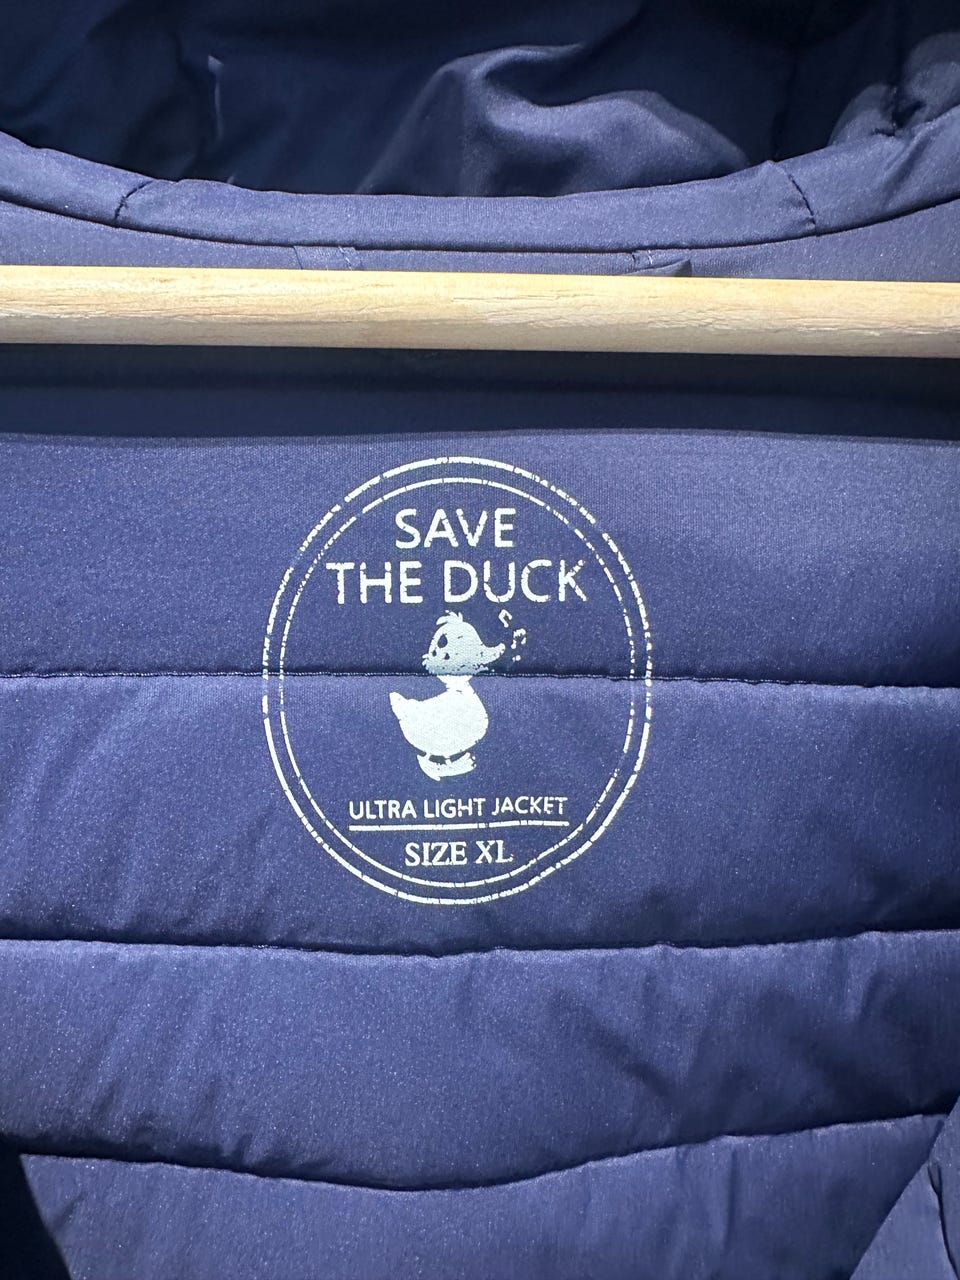 SAVE
THE DUCK
ULTRA LIGHT JACKET
SIZE XL